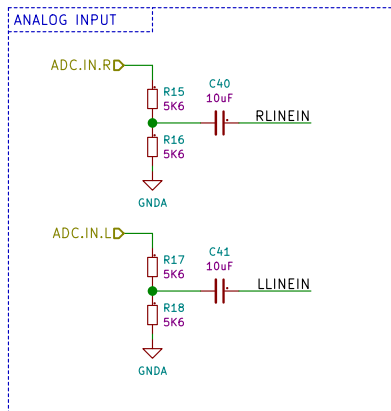 ANALOG INPUT
ADC.IN.R
R15
5K6
C40
10uF
RLINEIN
R16
5K6
GNDA
ADC.IN.L
R17
5K6
C41
10uF
LLINEIN
R18
5K6
GNDA